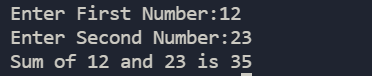 Enter First Number:12
Enter Second Number:23
Sum of 12 and 23 is 35